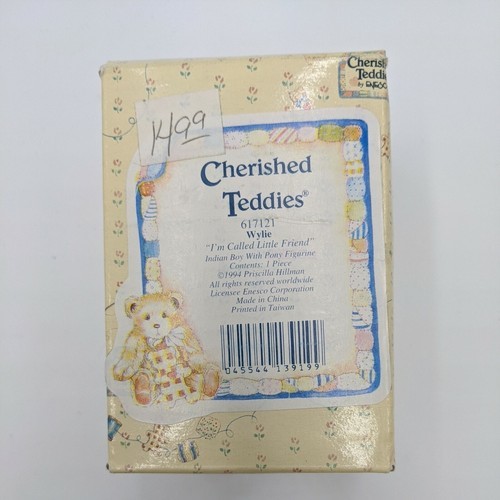 Cherished
Teddies
by ENESCO
1499
Cherished
Teddies®
617121
Wylie
"I'm Called Little Friend"
Indian Boy With Pony Figurine
Contents: 1 Piece
©1994 Priscilla Hillman
All rights reserved worldwide
Licensee Enesco Corporation
Made in China
Printed in Taiwan
045544 139199